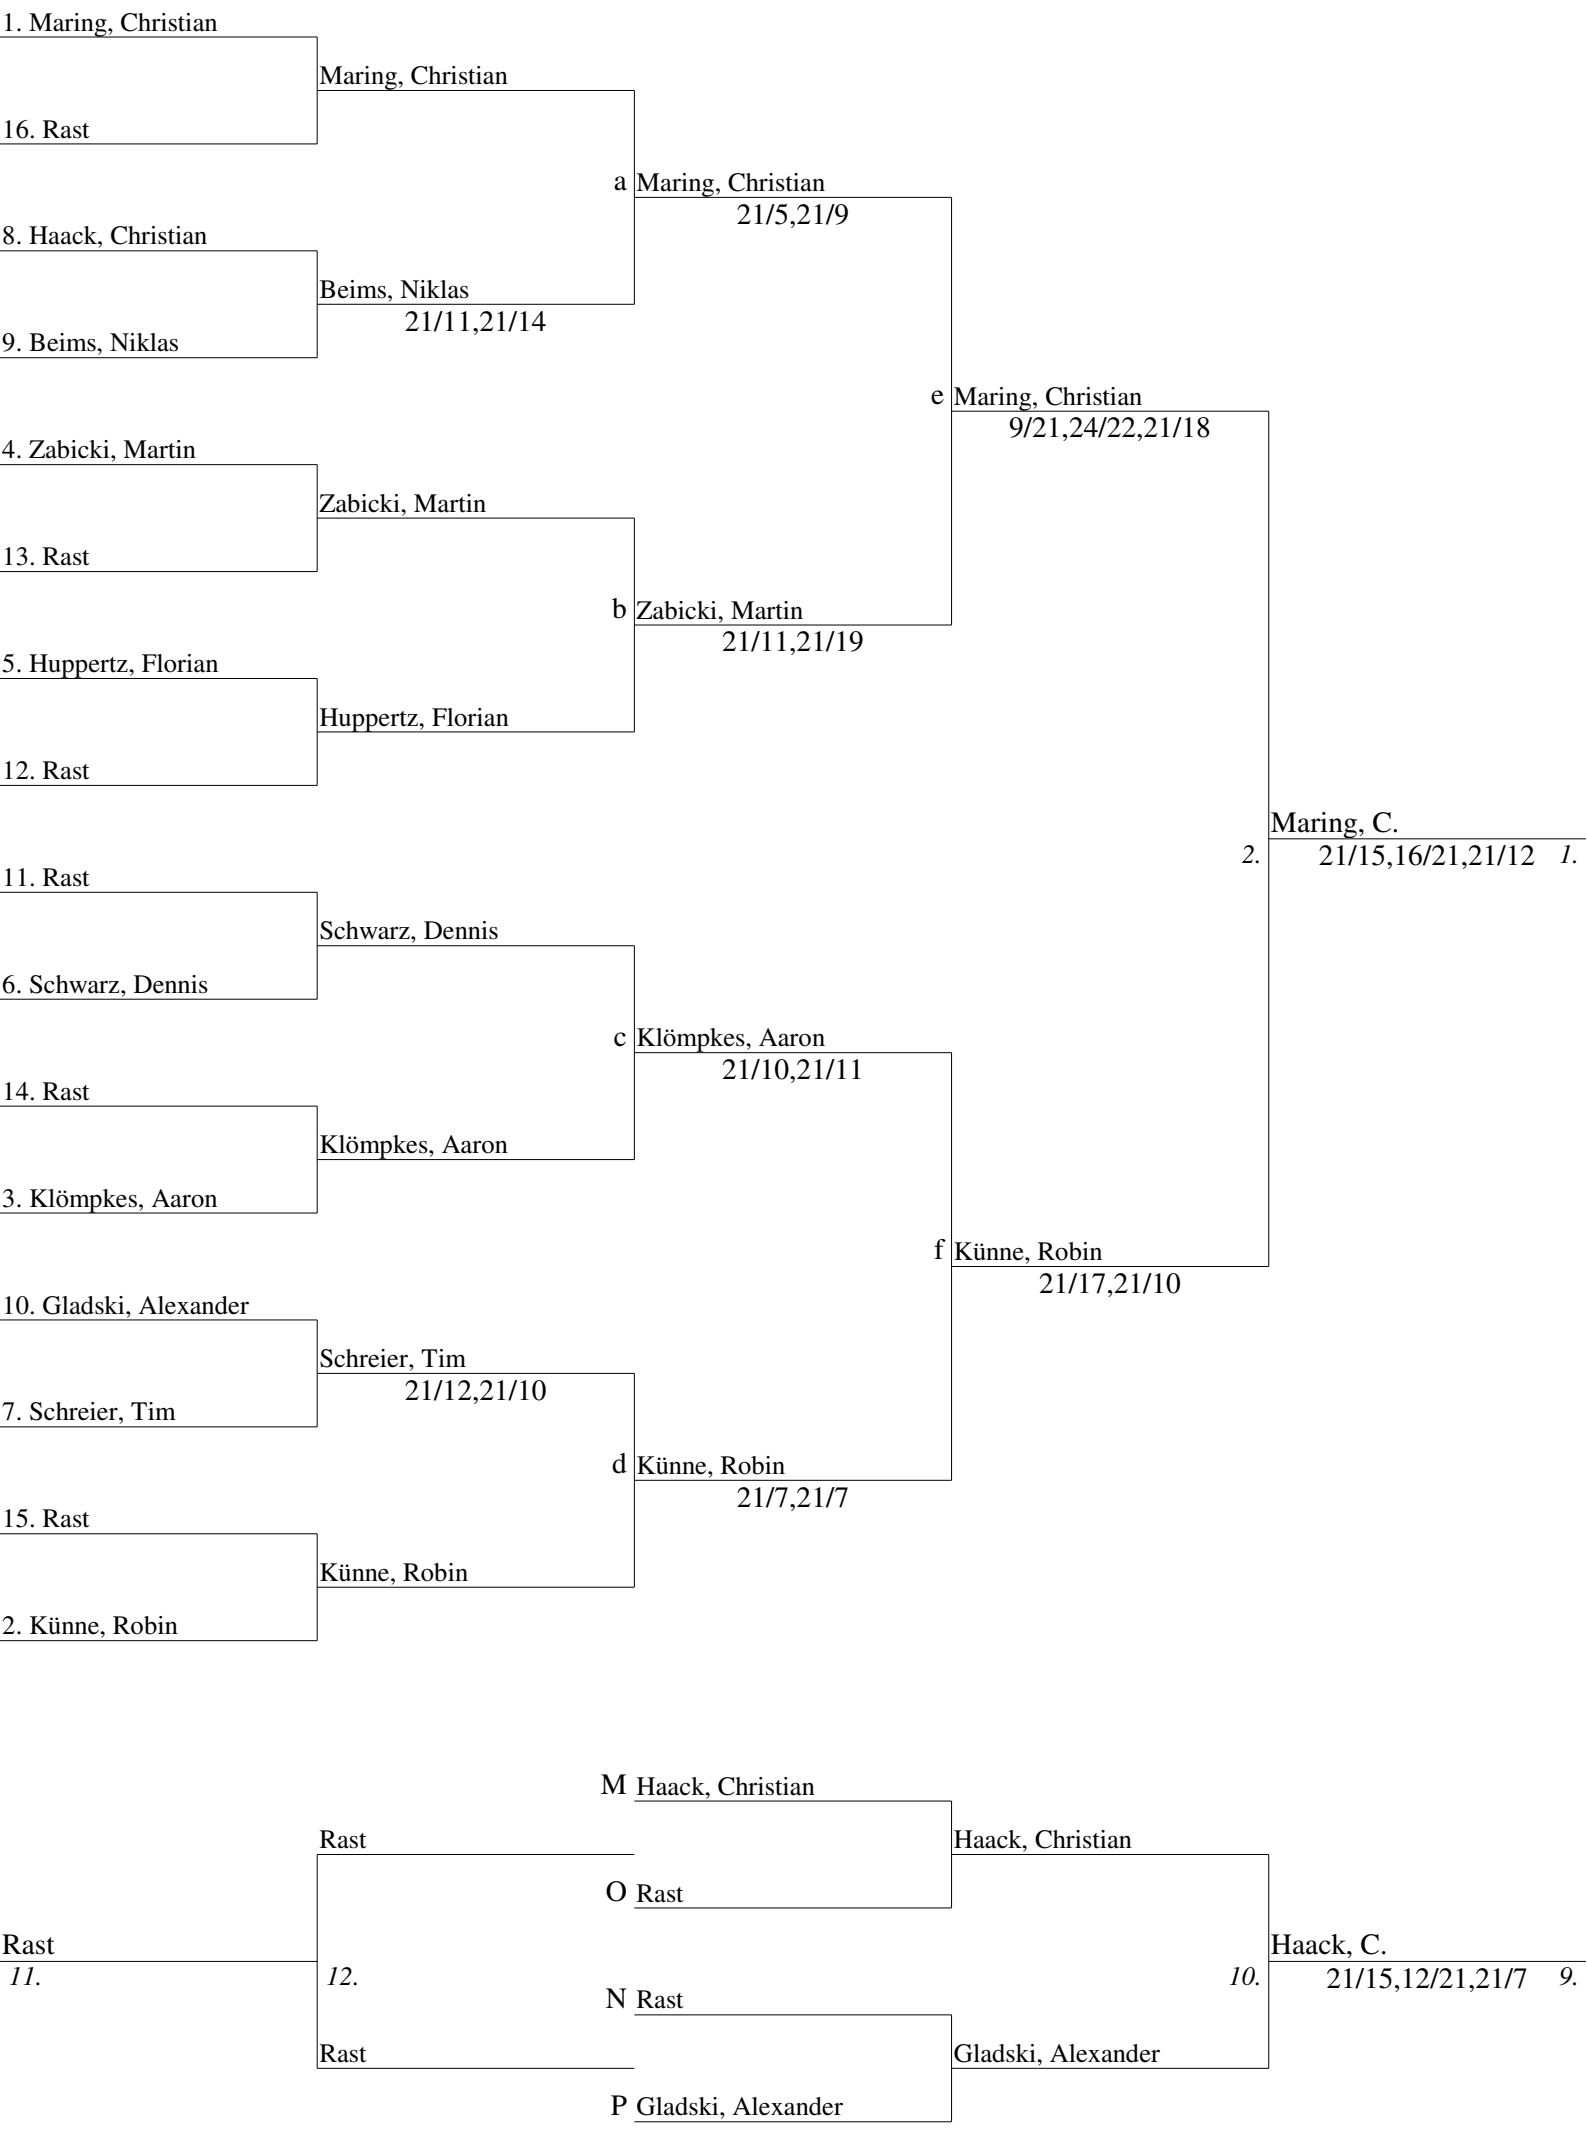 1. Maring, Christian
Maring, Christian
16. Rast
a Maring, Christian
21/5,21/9
8. Haack, Christian
Beims, Niklas
21/11,21/14
9. Beims, Niklas
e Maring, Christian
9/21,24/22,21/18
4. Zabicki, Martin
Zabicki, Martin
13. Rast
b Zabicki, Martin
21/11,21/19
5. Huppertz, Florian
Huppertz, Florian
12. Rast
Maring, C.
2. 21/15,16/21,21/12 1.
11. Rast
Schwarz, Dennis
6. Schwarz, Dennis
c Klömpkes, Aaron
21/10,21/11
14. Rast
Klömpkes, Aaron
3. Klömpkes, Aaron
f Künne, Robin
21/17,21/10
10. Gladski, Alexander
Schreier, Tim
21/12,21/10
7. Schreier, Tim
d Künne, Robin
21/7,21/7
15. Rast
Künne, Robin
2. Künne, Robin
M Haack, Christian
Rast Haack, Christian
O Rast
Rast Haack, C.
11. 12. 10. 21/15,12/21,21/7 9.
N Rast
Rast Gladski, Alexander
P Gladski, Alexander